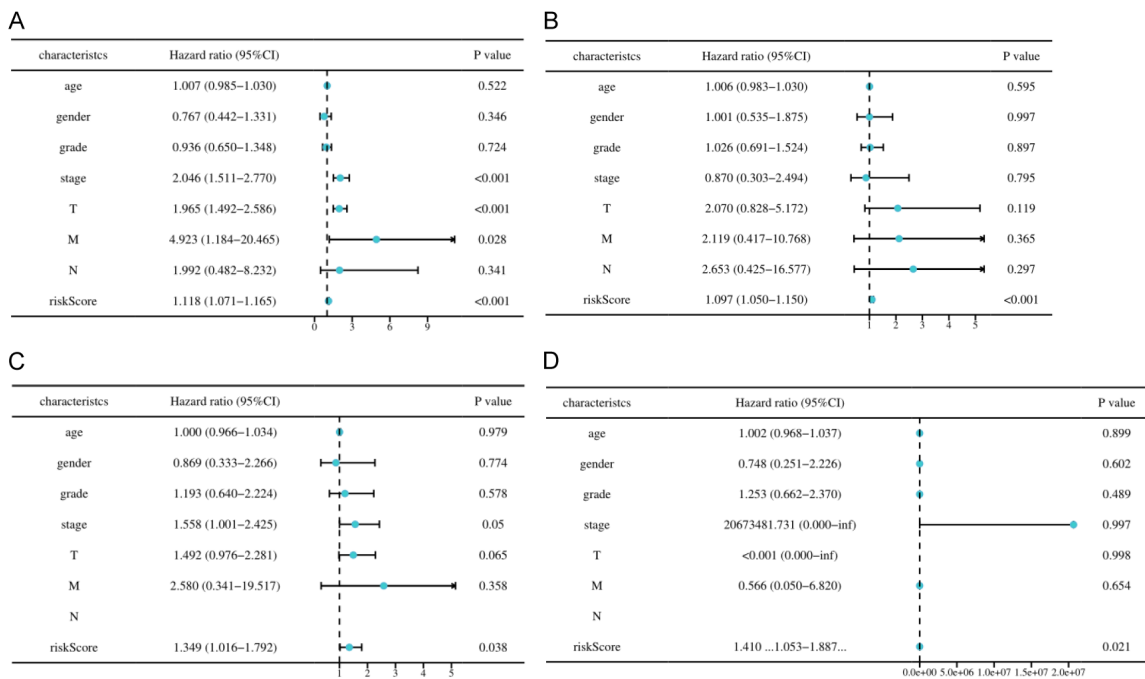 A
characteristcs Hazard ratio (95%CI) P value
age 1.007 (0.985−1.030) 0.522
gender 0.767 (0.442−1.331) 0.346
grade 0.936 (0.650−1.348) 0.724
stage 2.046 (1.511−2.770) <0.001
T 1.965 (1.492−2.586) <0.001
M 4.923 (1.184−20.465) 0.028
N 1.992 (0.482−8.232) 0.341
riskScore 1.118 (1.071−1.165) <0.001
0 3 6 9
B
characteristcs Hazard ratio (95%CI) P value
age 1.006 (0.983−1.030) 0.595
gender 1.001 (0.535−1.875) 0.997
grade 1.026 (0.691−1.524) 0.897
stage 0.870 (0.303−2.494) 0.795
T 2.070 (0.828−5.172) 0.119
M 2.119 (0.417−10.768) 0.365
N 2.653 (0.425−16.577) 0.297
riskScore 1.097 (1.050−1.150) <0.001
1 2 3 4 5
C
characteristcs Hazard ratio (95%CI) P value
age 1.000 (0.966−1.034) 0.979
gender 0.869 (0.333−2.266) 0.774
grade 1.193 (0.640−2.224) 0.578
stage 1.558 (1.001−2.425) 0.05
T 1.492 (0.976−2.281) 0.065
M 2.580 (0.341−19.517) 0.358
N
riskScore 1.349 (1.016−1.792) 0.038
1 2 3 4 5
D
characteristcs Hazard ratio (95%CI) P value
age 1.002 (0.968−1.037) 0.899
gender 0.748 (0.251−2.226) 0.602
grade 1.253 (0.662−2.370) 0.489
stage 20673481.731 (0.000−inf) 0.997
T <0.001 (0.000−inf) 0.998
M 0.566 (0.050−6.820) 0.654
N
riskScore 1.410 ...1.053−1.887... 0.021
0.0e+00 5.0e+06 1.0e+07 1.5e+07 2.0e+07